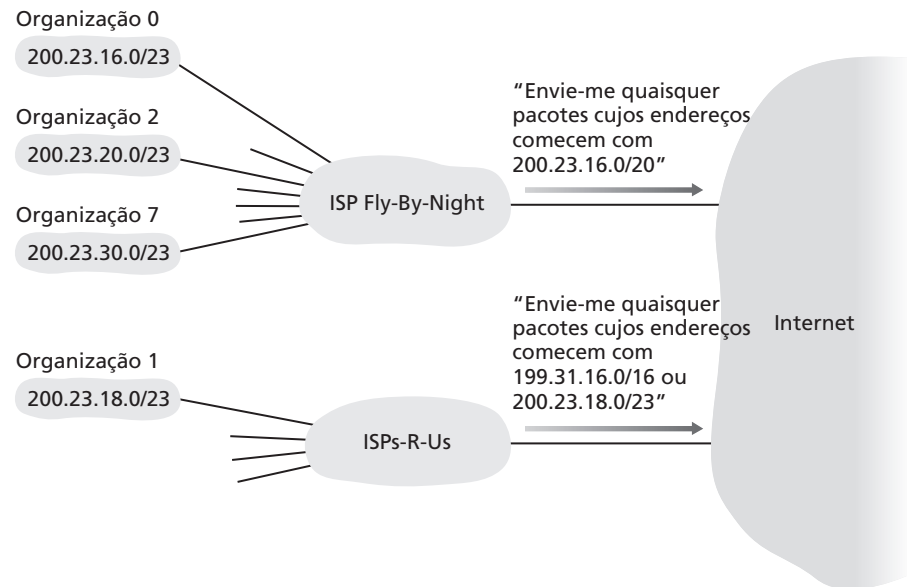 Organização 0
200.23.16.0/23
Organização 2
200.23.20.0/23
Organização 7
200.23.30.0/23
ISP Fly-By-Night
“Envie-me quaisquer
pacotes cujos endereços
comecem com
200.23.16.0/20”
Organização 1
200.23.18.0/23
ISPs-R-Us
“Envie-me quaisquer
pacotes cujos endereços
comecem com
199.31.16.0/16 ou
200.23.18.0/23”
Internet